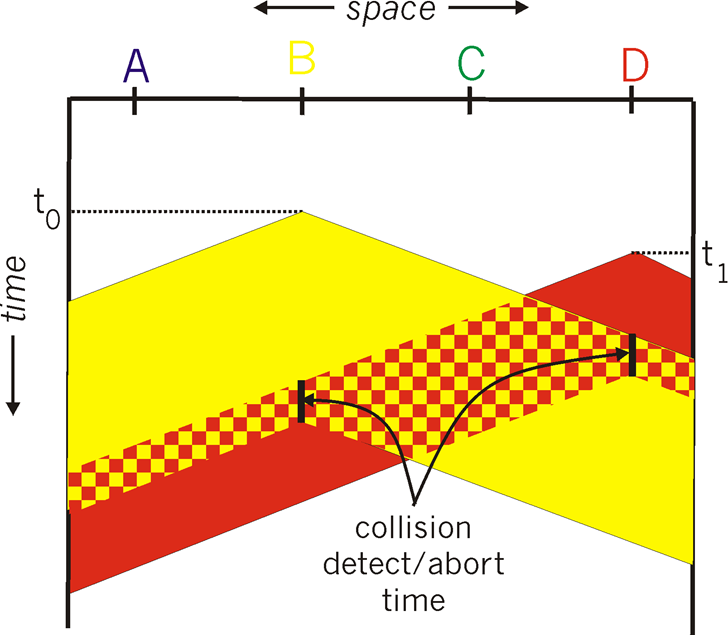 space
A B C D
t0
t1
time
collision
detect/abort
time